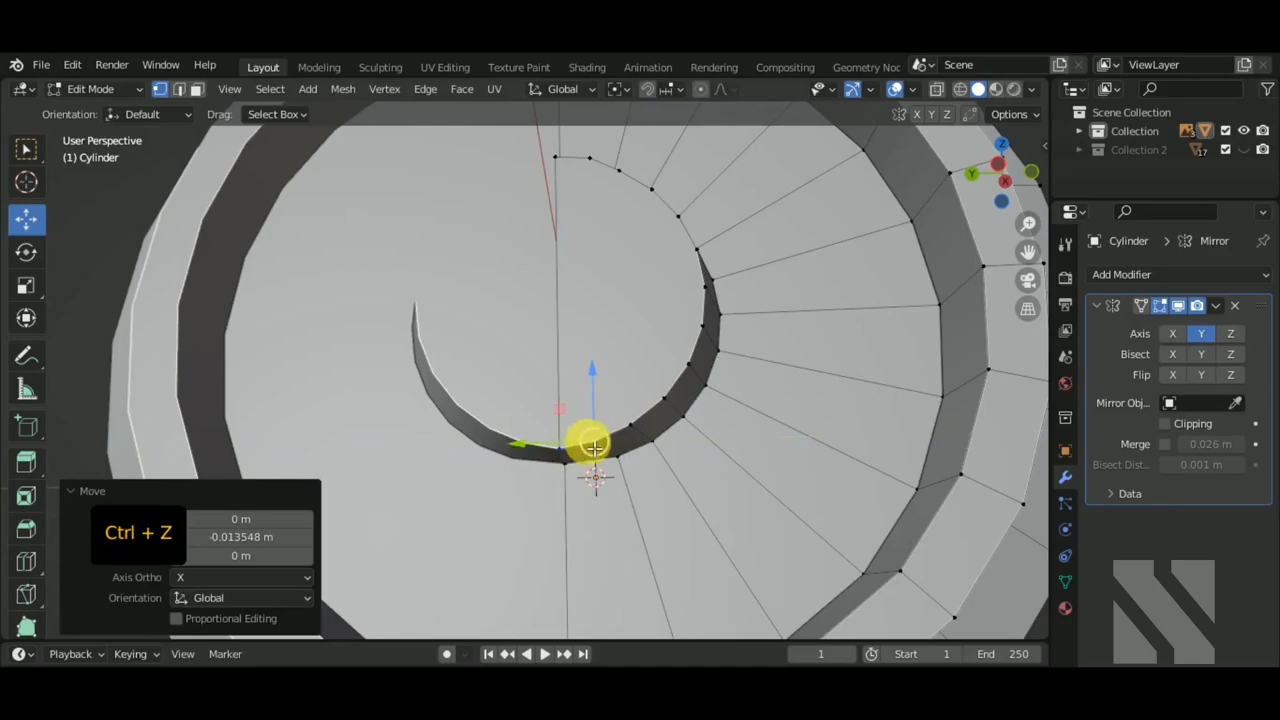 File Edit Render Window Help Layout Modeling Sculpting UV Editing Texture Paint Shading Animation Rendering Compositing Geometry Noc Scene ViewLayer
Edit Mode View Select Add Mesh Vertex Edge Face UV Global
Orientation: Default Drag: Select Box X Y Z Options
Scene Collection
Collection 3
Collection 2 17
User Perspective
(1) Cylinder
Z
Y
X
Cylinder > Mirror
Add Modifier
Axis X Y Z
Bisect X Y Z
Flip X Y Z
Mirror Obj...
Clipping
Merge 0.026 m
Bisect Dist... 0.001 m
Data
Move
0 m
Ctrl + Z
-0.013548 m
0 m
Axis Ortho X
Orientation Global
Proportional Editing
Playback Keying View Marker 1 Start 1 End 250